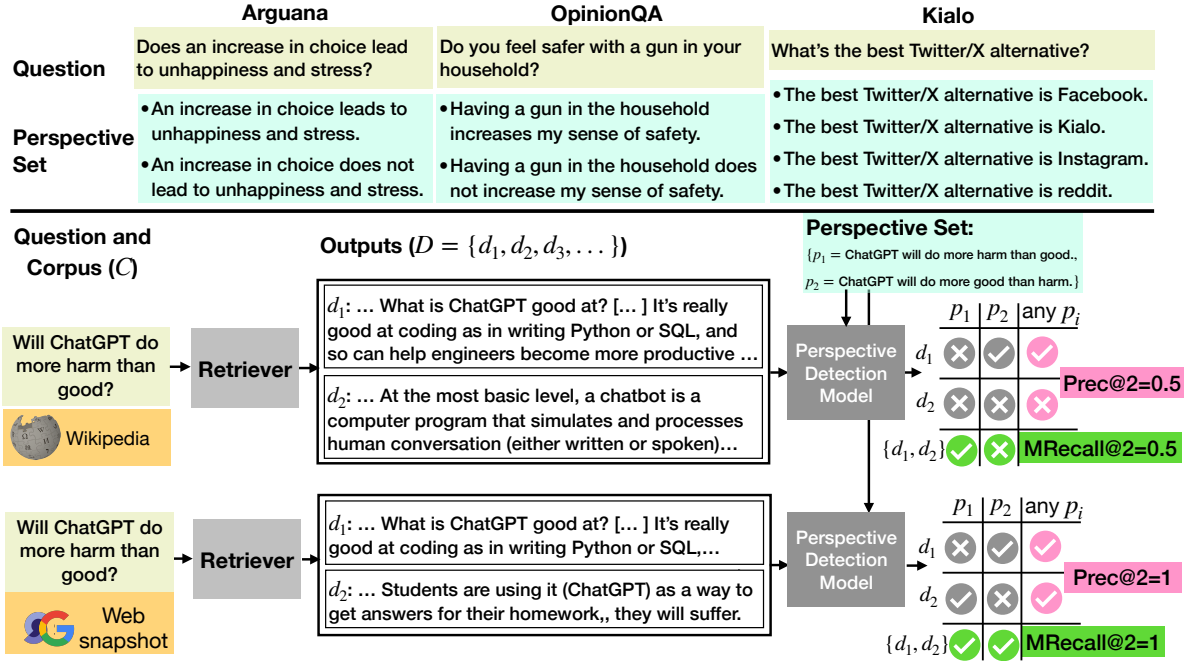 Arguana
OpinionQA
Kialo
Question
Does an increase in choice lead
to unhappiness and stress?
Do you feel safer with a gun in your
household?
What's the best Twitter/X alternative?
Perspective
Set
•An increase in choice leads to
unhappiness and stress.
•An increase in choice does not
lead to unhappiness and stress.
•Having a gun in the household
increases my sense of safety.
•Having a gun in the household does
not increase my sense of safety.
•The best Twitter/X alternative is Facebook.
•The best Twitter/X alternative is Kialo.
•The best Twitter/X alternative is Instagram.
•The best Twitter/X alternative is reddit.
Question and
Corpus (C)
Outputs (D = {d₁, d₂, d₃, . . . })
Perspective Set:
{p₁ = ChatGPT will do more harm than good.,
p₂ = ChatGPT will do more good than harm.}
Will ChatGPT do
more harm than
good?
Wikipedia
Retriever
d₁: ... What is ChatGPT good at? [... ] It's really
good at coding as in writing Python or SQL, and
so can help engineers become more productive ...
d₂: ... At the most basic level, a chatbot is a
computer program that simulates and processes
human conversation (either written or spoken)...
Perspective
Detection
Model
p₁ p₂ any pᵢ
d₁
d₂
{d₁, d₂}
Prec@2=0.5
MRecall@2=0.5
Will ChatGPT do
more harm than
good?
Web
snapshot
Retriever
d₁: ... What is ChatGPT good at? [... ] It's really
good at coding as in writing Python or SQL,...
d₂: ... Students are using it (ChatGPT) as a way to
get answers for their homework,, they will suffer.
Perspective
Detection
Model
p₁ p₂ any pᵢ
d₁
d₂
{d₁, d₂}
Prec@2=1
MRecall@2=1